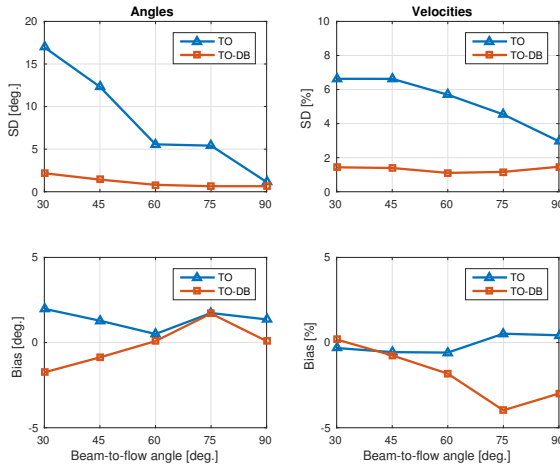 Angles
SD [deg.]
20
15
10
5
0
30 45 60 75 90
TO
TO-DB
Velocities
SD [%]
10
8
6
4
2
0
30 45 60 75 90
TO
TO-DB
Bias [deg.]
5
0
-5
30 45 60 75 90
Beam-to-flow angle [deg.]
TO
TO-DB
Bias [%]
5
0
-5
30 45 60 75 90
Beam-to-flow angle [deg.]
TO
TO-DB